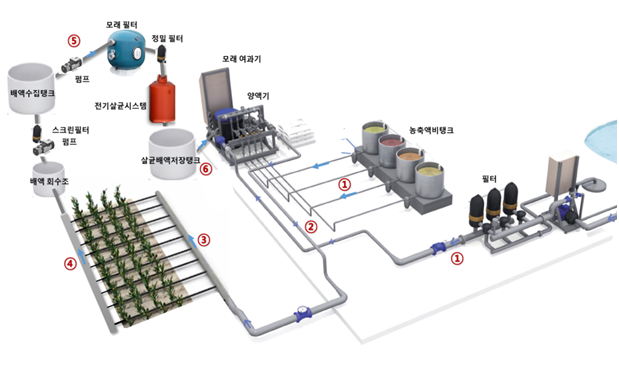 모래 필터
⑤
정밀 필터
펌프
배액수집탱크
모래 여과기
양액기
전기살균시스템
스크린필터
펌프
농축액비탱크
살균배액저장탱크
⑥
배액 회수조
①
필터
②
③
④
①